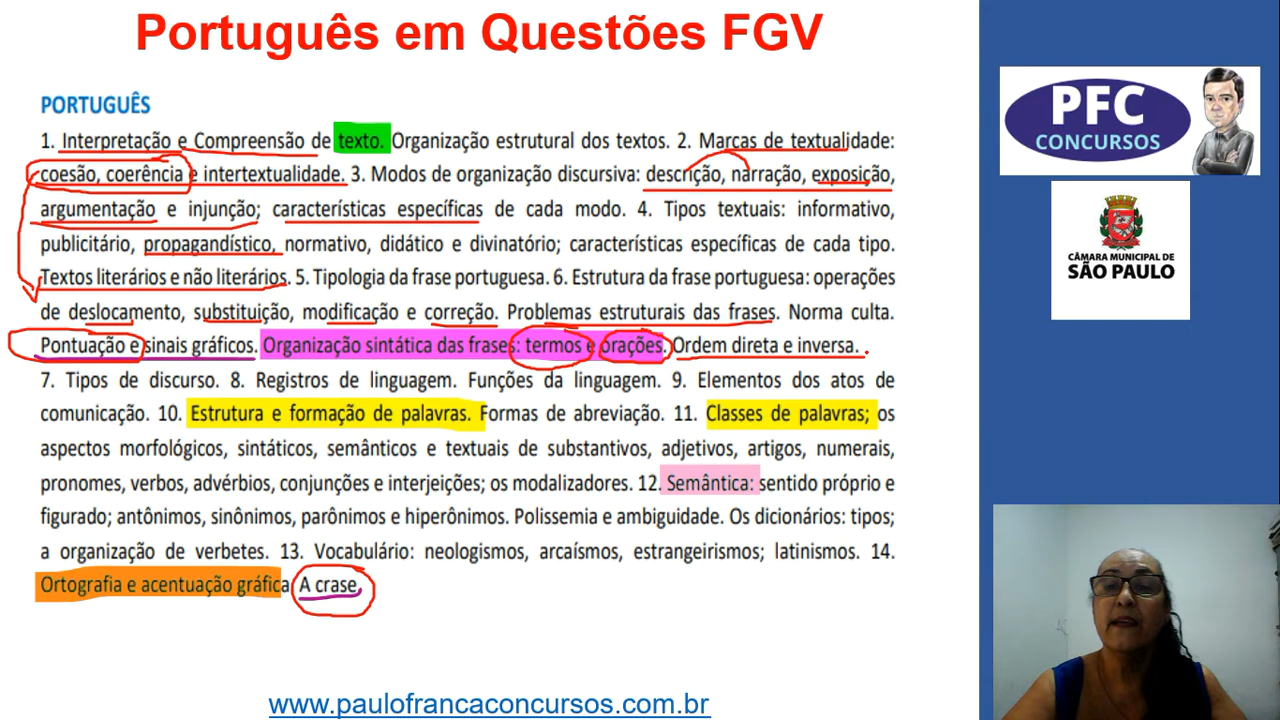 Português em Questões FGV
PORTUGUÊS
1. Interpretação e Compreensão de texto. Organização estrutural dos textos. 2. Marcas de textualidade:
coesão, coerência e intertextualidade. 3. Modos de organização discursiva: descrição, narração, exposição,
argumentação e injunção; características específicas de cada modo. 4. Tipos textuais: informativo,
publicitário, propagandístico, normativo, didático e divinatório; características específicas de cada tipo.
Textos literários e não literários. 5. Tipologia da frase portuguesa. 6. Estrutura da frase portuguesa: operações
de deslocamento, substituição, modificação e correção. Problemas estruturais das frases. Norma culta.
Pontuação e sinais gráficos. Organização sintática das frases: termos e orações. Ordem direta e inversa.
7. Tipos de discurso. 8. Registros de linguagem. Funções da linguagem. 9. Elementos dos atos de
comunicação. 10. Estrutura e formação de palavras. Formas de abreviação. 11. Classes de palavras; os
aspectos morfológicos, sintáticos, semânticos e textuais de substantivos, adjetivos, artigos, numerais,
pronomes, verbos, advérbios, conjunções e interjeições; os modalizadores. 12. Semântica: sentido próprio e
figurado; antônimos, sinônimos, parônimos e hiperônimos. Polissemia e ambiguidade. Os dicionários: tipos;
a organização de verbetes. 13. Vocabulário: neologismos, arcaísmos, estrangeirismos; latinismos. 14.
Ortografia e acentuação gráfica A crase.
www.paulofrancaconcursos.com.br
PFC
CONCURSOS
CÂMARA MUNICIPAL DE
SÃO PAULO